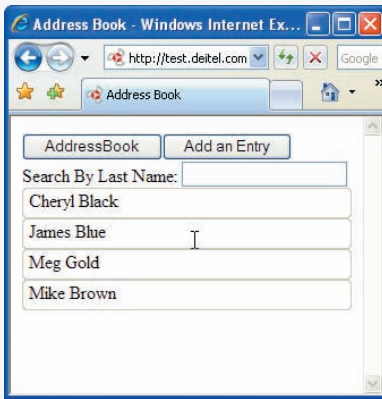 Address Book - Windows Internet Ex...
http://test.deitel.com
Google
Address Book
AddressBook
Add an Entry
Search By Last Name:
Cheryl Black
James Blue
Meg Gold
Mike Brown